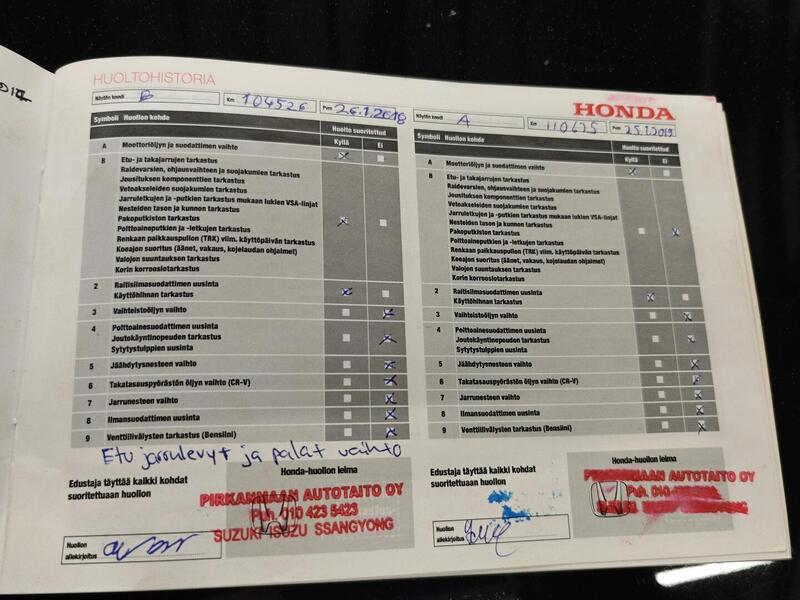 HUOLTOHISTORIA
HONDA
Näytön koodi B Km 104526 Pvm 26.1.2018
Symboli Huollon kohde Huolto suoritettu
Kyllä Ei
A Moottoriöljyn ja suodattimen vaihto
B Etu- ja takajarrujen tarkastus
Raidevarsien, ohjausvaihteen ja suojakumien tarkastus
Jousituksen komponenttien tarkastus
Vetoakseleiden suojakumien tarkastus
Jarruletkujen ja -putkien tarkastus mukaan lukien VSA-linjat
Nesteiden tason ja kunnon tarkastus
Pakoputkiston tarkastus
Polttoaineputkien ja -letkujen tarkastus
Renkaan paikkauspullon (TRK) viim. käyttöpäivän tarkastus
Koeajon suoritus (äänet, vakaus, kojelaudan ohjaimet)
Valojen suuntauksen tarkastus
Korin korroosiotarkastus
2 Raitisilmasuodattimen uusinta
Käyttöhihnan tarkastus
3 Vaihteistoöljyn vaihto
4 Polttoainesuodattimen uusinta
Joutokäyntinopeuden tarkastus
Sytytystulppien uusinta
5 Jäähdytysnesteen vaihto
6 Takatasauspyörästön öljyn vaihto (CR-V)
7 Jarrunesteen vaihto
8 Ilmansuodattimen uusinta
9 Venttiilivälysten tarkastus (Bensiini)
Etu jarrulevyt ja palat vaihto
Edustaja täyttää kaikki kohdat
suoritettuaan huollon
Honda-huollon leima
PIRKANMAAN AUTOTAITO OY
Puh. 010 423 5423
SUZUKI ISUZU SSANGYONG
Huollon
allekirjoitus
Näytön koodi A Km 110675 Pvm 25.1.2019
Symboli Huollon kohde Huolto suoritettu
Kyllä Ei
A Moottoriöljyn ja suodattimen vaihto
B Etu- ja takajarrujen tarkastus
Raidevarsien, ohjausvaihteen ja suojakumien tarkastus
Jousituksen komponenttien tarkastus
Vetoakseleiden suojakumien tarkastus
Jarruletkujen ja -putkien tarkastus mukaan lukien VSA-linjat
Nesteiden tason ja kunnon tarkastus
Pakoputkiston tarkastus
Polttoaineputkien ja -letkujen tarkastus
Renkaan paikkauspullon (TRK) viim. käyttöpäivän tarkastus
Koeajon suoritus (äänet, vakaus, kojelaudan ohjaimet)
Valojen suuntauksen tarkastus
Korin korroosiotarkastus
2 Raitisilmasuodattimen uusinta
Käyttöhihnan tarkastus
3 Vaihteistoöljyn vaihto
4 Polttoainesuodattimen uusinta
Joutokäyntinopeuden tarkastus
Sytytystulppien uusinta
5 Jäähdytysnesteen vaihto
6 Takatasauspyörästön öljyn vaihto (CR-V)
7 Jarrunesteen vaihto
8 Ilmansuodattimen uusinta
9 Venttiilivälysten tarkastus (Bensiini)
Edustaja täyttää kaikki kohdat
suoritettuaan huollon
Honda-huollon leima
PIRKANMAAN AUTOTAITO OY
Puh. 010
Huollon
allekirjoitus